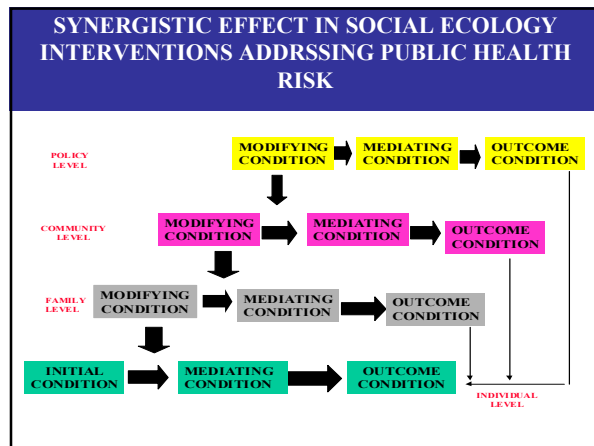 SYNERGISTIC EFFECT IN SOCIAL ECOLOGY
INTERVENTIONS ADDRSSING PUBLIC HEALTH
RISK
POLICY
LEVEL
MODIFYING
CONDITION
MEDIATING
CONDITION
OUTCOME
CONDITION
COMMUNITY
LEVEL
MODIFYING
CONDITION
MEDIATING
CONDITION
OUTCOME
CONDITION
FAMILY
LEVEL
MODIFYING
CONDITION
MEDIATING
CONDITION
OUTCOME
CONDITION
INITIAL
CONDITION
MEDIATING
CONDITION
OUTCOME
CONDITION
INDIVIDUAL
LEVEL